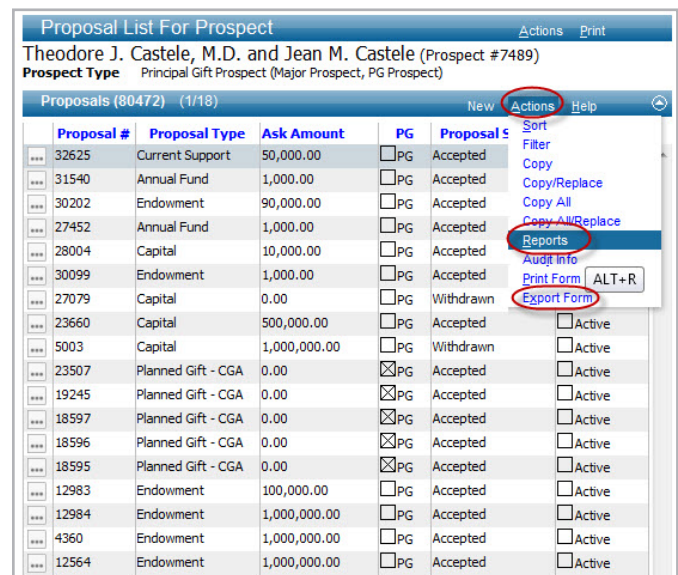 Proposal List For Prospect Actions Print
Theodore J. Castele, M.D. and Jean M. Castele (Prospect #7489)
Prospect Type Principal Gift Prospect (Major Prospect, PG Prospect)
Proposals (80472) (1/18) New Actions Help
Proposal # Proposal Type Ask Amount PG Proposal S
Sort
Filter
Copy
Copy/Replace
Copy All
Copy All/Replace
Reports
Audit Info
Print Form ALT+R
Export Form
... 32625 Current Support 50,000.00 PG Accepted
... 31540 Annual Fund 1,000.00 PG Accepted
... 30202 Endowment 90,000.00 PG Accepted
... 27452 Annual Fund 1,000.00 PG Accepted
... 28004 Capital 10,000.00 PG Accepted
... 30099 Endowment 1,000.00 PG Accepted
... 27079 Capital 0.00 PG Withdrawn
... 23660 Capital 500,000.00 PG Accepted Active
... 5003 Capital 1,000,000.00 PG Withdrawn Active
... 23507 Planned Gift - CGA 0.00 PG Accepted Active
... 19245 Planned Gift - CGA 0.00 PG Accepted Active
... 18597 Planned Gift - CGA 0.00 PG Accepted Active
... 18596 Planned Gift - CGA 0.00 PG Accepted Active
... 18595 Planned Gift - CGA 0.00 PG Accepted Active
... 12983 Endowment 100,000.00 PG Accepted Active
... 12984 Endowment 1,000,000.00 PG Accepted Active
... 4360 Endowment 1,000,000.00 PG Accepted Active
... 12564 Endowment 1,000,000.00 PG Accepted Active